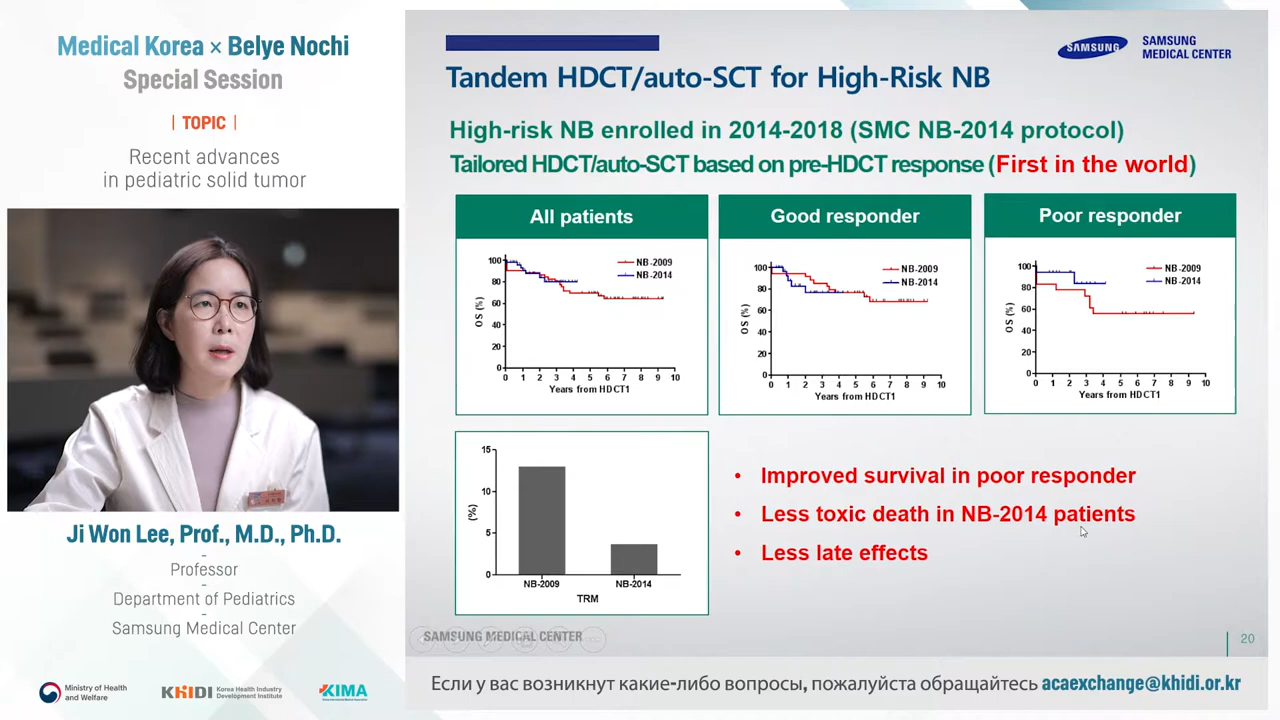 Medical Korea × Belye Nochi
Special Session
| TOPIC |
Recent advances
in pediatric solid tumor
Ji Won Lee, Prof., M.D., Ph.D.
-
Professor
-
Department of Pediatrics
-
Samsung Medical Center
Ministry of Health
and Welfare
KHIDI
Korea Health Industry
Development Institute
KIMA
SAMSUNG
SAMSUNG
MEDICAL CENTER
Tandem HDCT/auto-SCT for High-Risk NB
High-risk NB enrolled in 2014-2018 (SMC NB-2014 protocol)
Tailored HDCT/auto-SCT based on pre-HDCT response (First in the world)
All patients
100
80
60
40
20
0
OS (%)
NB-2009
NB-2014
0 1 2 3 4 5 6 7 8 9 10
Years from HDCT1
Good responder
100
80
60
40
20
0
OS (%)
NB-2009
NB-2014
0 1 2 3 4 5 6 7 8 9 10
Years from HDCT1
Poor responder
100
80
60
40
20
0
OS (%)
NB-2009
NB-2014
0 1 2 3 4 5 6 7 8 9 10
Years from HDCT1
15
10
5
0
(%)
NB-2009 NB-2014
TRM
• Improved survival in poor responder
• Less toxic death in NB-2014 patients
• Less late effects
SAMSUNG MEDICAL CENTER
20
Если у вас возникнут какие-либо вопросы, пожалуйста обращайтесь acaexchange@khidi.or.kr